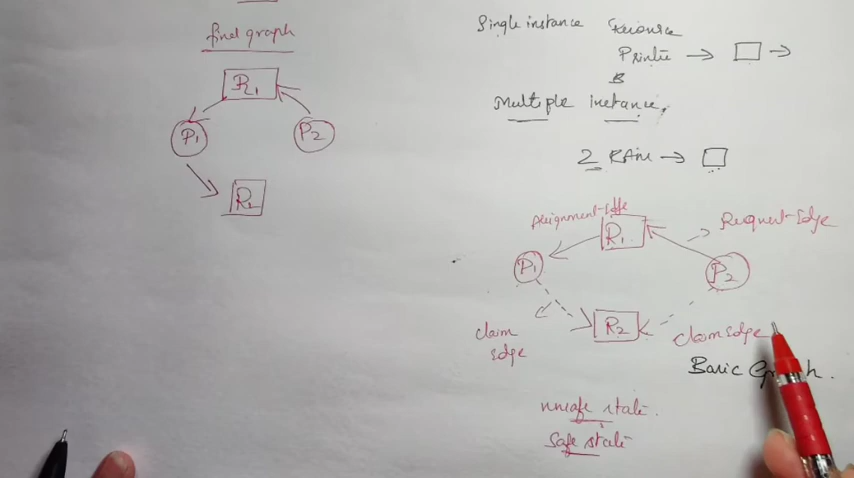 final graph
R1
P1
P2
R2
Single instance Resource
Printer →
Multiple instance,
2 RAM →
Assignment-Edge
R1
Request-Edge
P1
P2
R2
Claim
Edge
Claim Edge
Basic
unsafe state.
Safe state